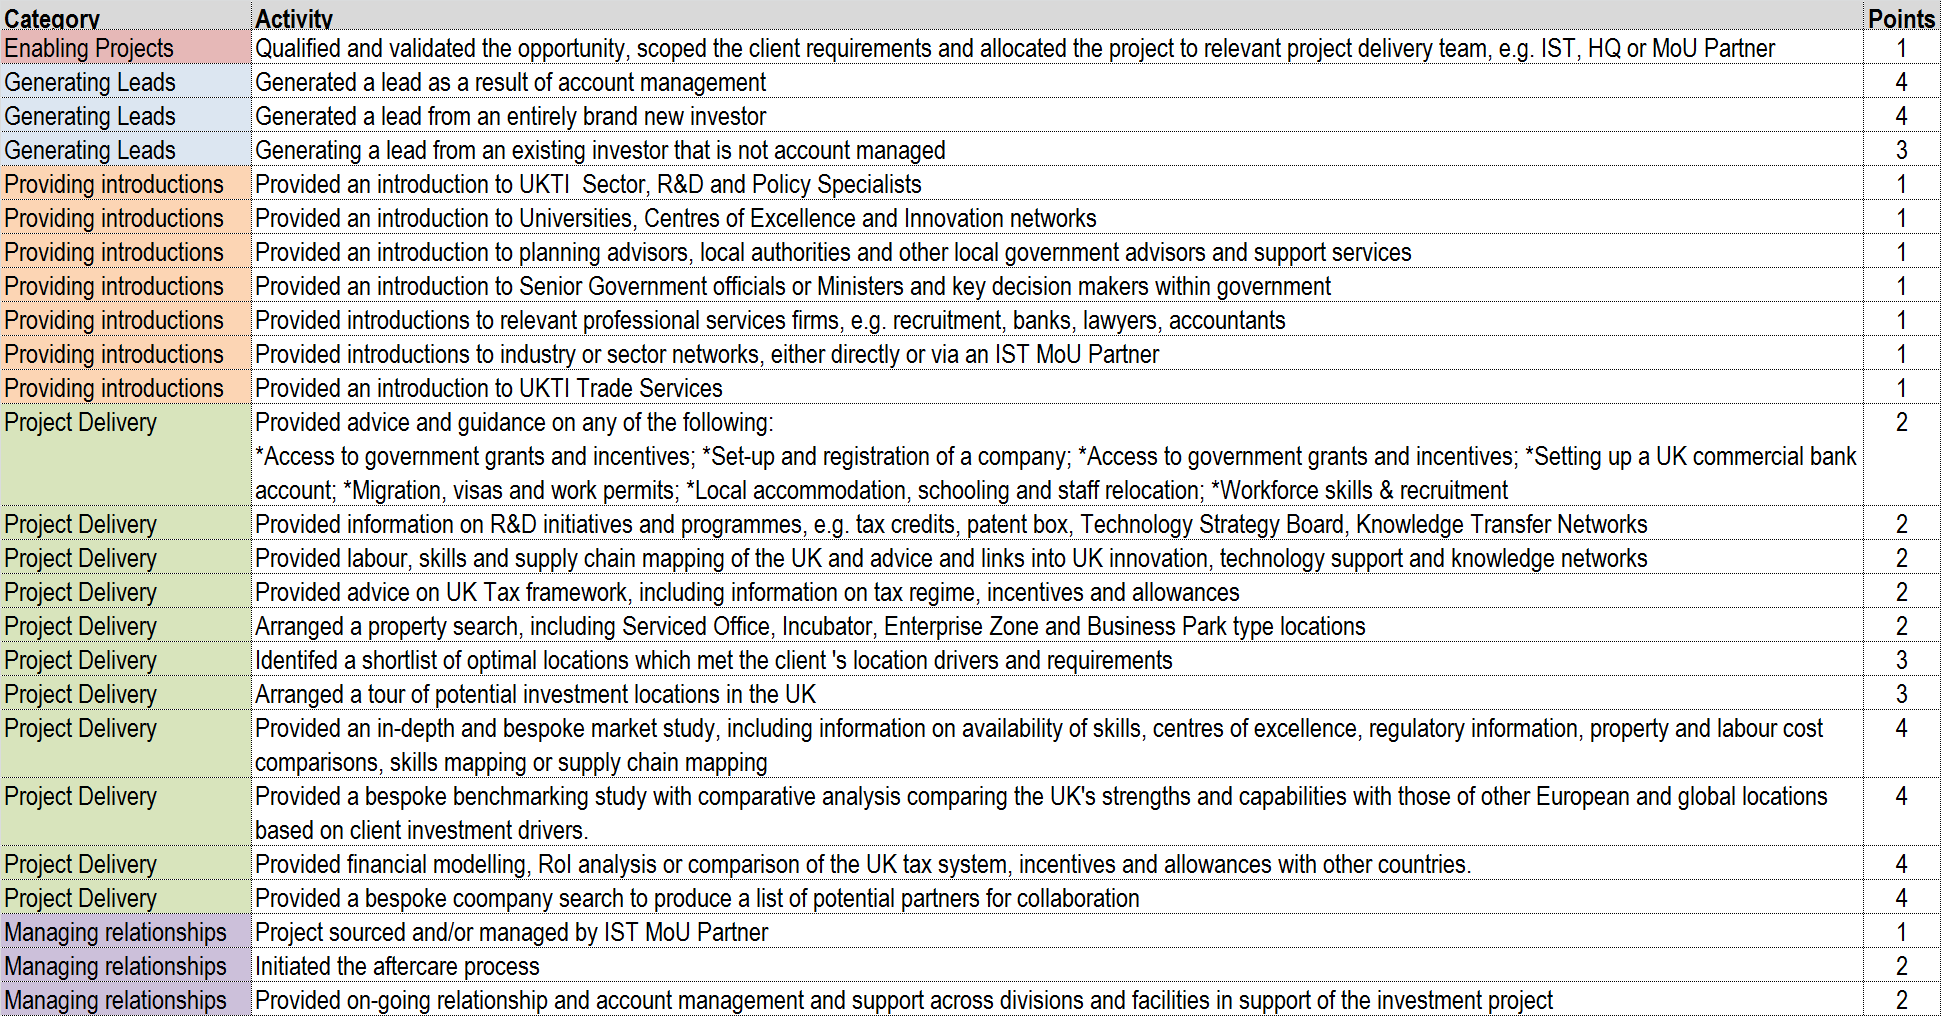 Category Activity Points
Enabling Projects Qualified and validated the opportunity, scoped the client requirements and allocated the project to relevant project delivery team, e.g. IST, HQ or MoU Partner 1
Generating Leads Generated a lead as a result of account management 4
Generating Leads Generated a lead from an entirely brand new investor 4
Generating Leads Generating a lead from an existing investor that is not account managed 3
Providing introductions Provided an introduction to UKTI  Sector, R&D and Policy Specialists 1
Providing introductions Provided an introduction to Universities, Centres of Excellence and Innovation networks 1
Providing introductions Provided an introduction to planning advisors, local authorities and other local government advisors and support services 1
Providing introductions Provided an introduction to Senior Government officials or Ministers and key decision makers within government 1
Providing introductions Provided introductions to relevant professional services firms, e.g. recruitment, banks, lawyers, accountants 1
Providing introductions Provided introductions to industry or sector networks, either directly or via an IST MoU Partner 1
Providing introductions Provided an introduction to UKTI Trade Services 1
Project Delivery Provided advice and guidance on any of the following: 2
*Access to government grants and incentives; *Set-up and registration of a company; *Access to government grants and incentives; *Setting up a UK commercial bank
account; *Migration, visas and work permits; *Local accommodation, schooling and staff relocation; *Workforce skills & recruitment
Project Delivery Provided information on R&D initiatives and programmes, e.g. tax credits, patent box, Technology Strategy Board, Knowledge Transfer Networks 2
Project Delivery Provided labour, skills and supply chain mapping of the UK and advice and links into UK innovation, technology support and knowledge networks 2
Project Delivery Provided advice on UK Tax framework, including information on tax regime, incentives and allowances 2
Project Delivery Arranged a property search, including Serviced Office, Incubator, Enterprise Zone and Business Park type locations 2
Project Delivery Identifed a shortlist of optimal locations which met the client 's location drivers and requirements 3
Project Delivery Arranged a tour of potential investment locations in the UK 3
Project Delivery Provided an in-depth and bespoke market study, including information on availability of skills, centres of excellence, regulatory information, property and labour cost 4
comparisons, skills mapping or supply chain mapping
Project Delivery Provided a bespoke benchmarking study with comparative analysis comparing the UK's strengths and capabilities with those of other European and global locations 4
based on client investment drivers.
Project Delivery Provided financial modelling, RoI analysis or comparison of the UK tax system, incentives and allowances with other countries. 4
Project Delivery Provided a bespoke coompany search to produce a list of potential partners for collaboration 4
Managing relationships Project sourced and/or managed by IST MoU Partner 1
Managing relationships Initiated the aftercare process 2
Managing relationships Provided on-going relationship and account management and support across divisions and facilities in support of the investment project 2